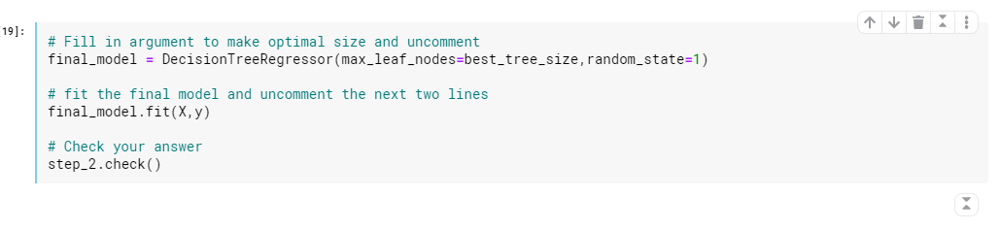 19]:
# Fill in argument to make optimal size and uncomment
final_model = DecisionTreeRegressor(max_leaf_nodes=best_tree_size,random_state=1)
# fit the final model and uncomment the next two lines
final_model.fit(X,y)
# Check your answer
step_2.check()